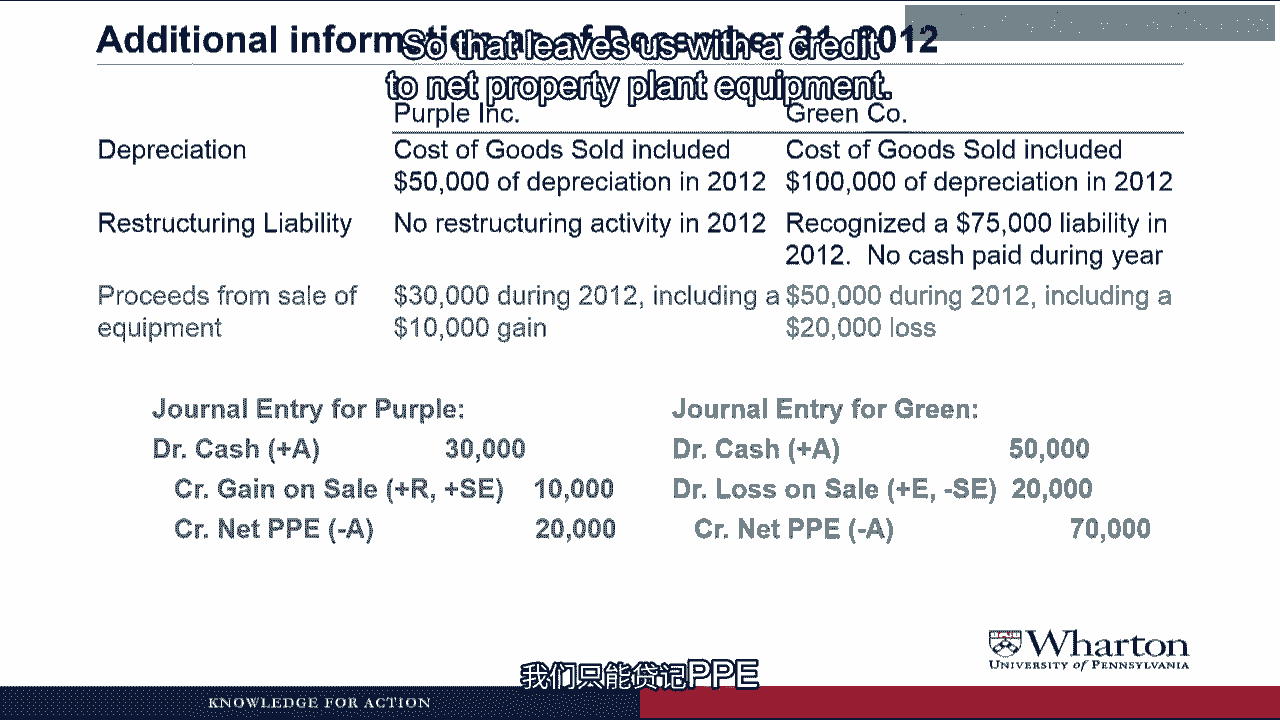 Additional information as of December 31, 2012
So that leaves us with a credit
to net property plant equipment.
Purple Inc. Green Co.
Depreciation Cost of Goods Sold included Cost of Goods Sold included
$50,000 of depreciation in 2012 $100,000 of depreciation in 2012
Restructuring Liability No restructuring activity in 2012 Recognized a $75,000 liability in
2012. No cash paid during year
Proceeds from sale of $30,000 during 2012, including a $50,000 during 2012, including a
equipment $10,000 gain $20,000 loss
Journal Entry for Purple: Journal Entry for Green:
Dr. Cash (+A) 30,000 Dr. Cash (+A) 50,000
Cr. Gain on Sale (+R, +SE) 10,000 Dr. Loss on Sale (+E, -SE) 20,000
Cr. Net PPE (-A) 20,000 Cr. Net PPE (-A) 70,000
Wharton
UNIVERSITY of PENNSYLVANIA
我们只能贷记PPE
KNOWLEDGE FOR ACTION